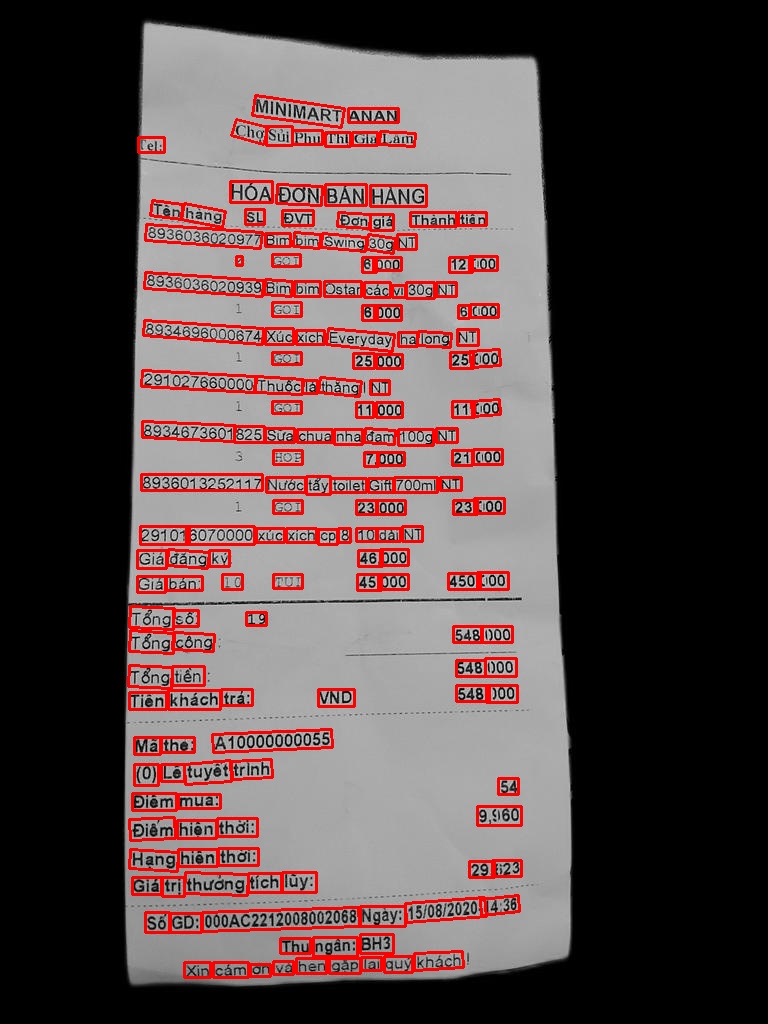 MINIMART ANAN
Chợ Sủi Phú Thị Gia Lâm
Tel:
HÓA ĐƠN BÁN HÀNG
Tên hàng SL ĐVT Đơn giá Thành tiền
8936036020977 Bim bim Swing 30g NT
GOI 6,000 12,000
8936036020939 Bim bim Ostar các vị 30g NT
1 GOI 6,000 6,000
8934696000674 Xúc xich Everyday ha long NT
1 GOI 25,000 25,000
291027660000 Thuốc lá thăng l NT
1 GOI 11,000 11,000
8934673601825 Sữa chua nha đam 100g NT
3 HOP 7,000 21,000
8936013252117 Nước tẩy toilet Gift 700ml NT
1 GOI 23,000 23,000
291016070000 xúc xich cp 8 10 dài NT
Giá đăng ký 46,000
Giá bán: 10 TUI 45,000 450,000
Tổng số 19
Tổng cộng : 548,000
Tổng tiền : 548,000
Tiền khách trả: VND 548,000
Mã thẻ: A10000000055
(0) Lê tuyết trinh
Điểm mua: 54
Điểm hiện thời: 9,960
Hạng hiện thời:
Giá trị thưởng tích lũy: 29,623
Số GD: 000AC2212008002068 Ngày: 15/08/2020 14:36
Thu ngân: BH3
Xin cám ơn và hẹn gặp lại quý khách !